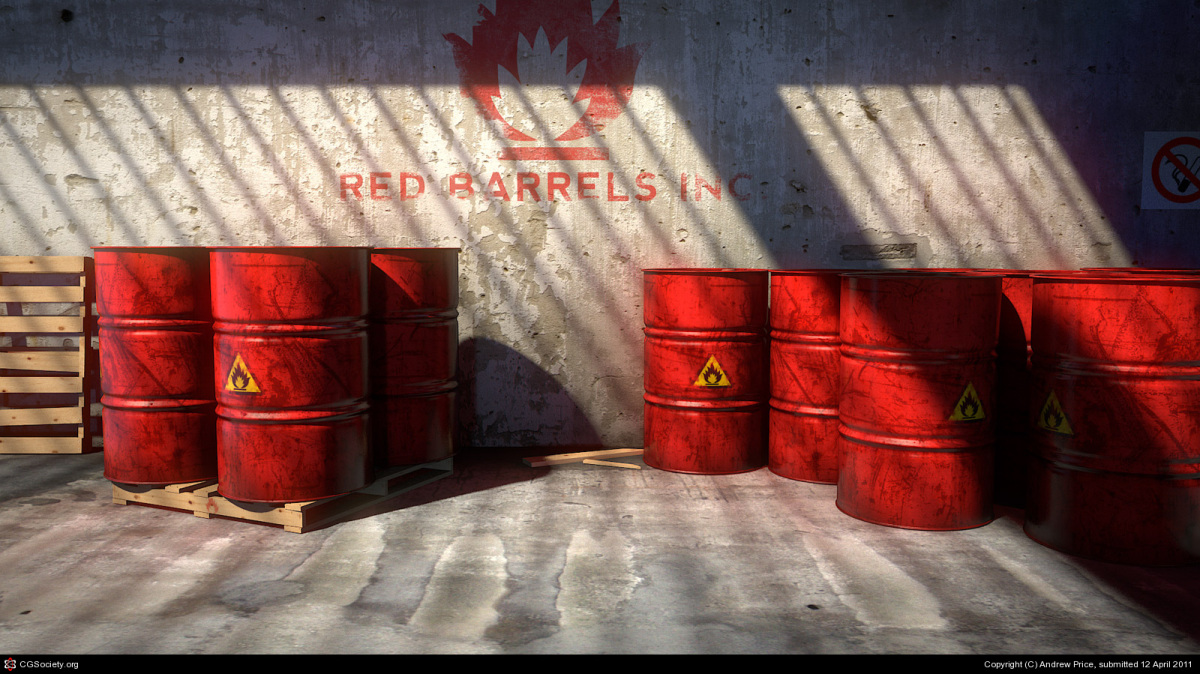 RED BARRELS INC
CGSociety.org
Copyright (C) Andrew Price, submitted 12 April 2011